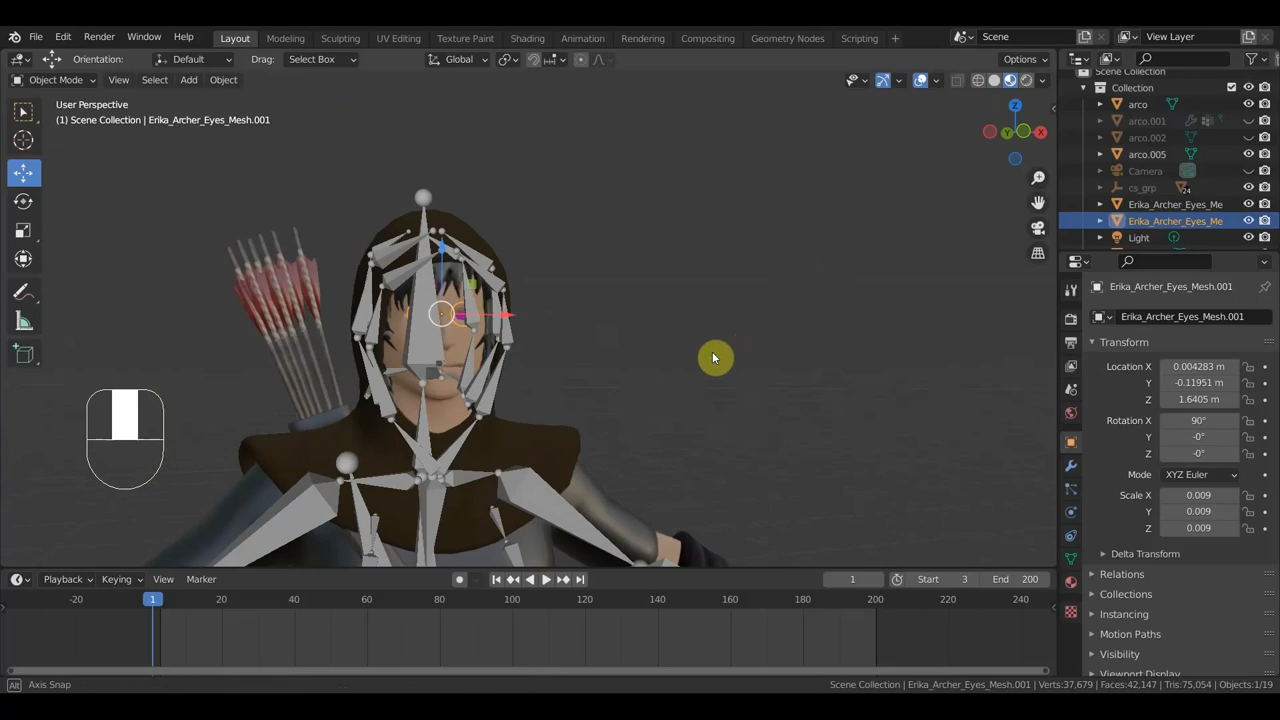 File Edit Render Window Help Layout Modeling Sculpting UV Editing Texture Paint Shading Animation Rendering Compositing Geometry Nodes Scripting + Scene View Layer
Orientation: Default Drag: Select Box Global Options
Object Mode View Select Add Object
User Perspective
(1) Scene Collection | Erika_Archer_Eyes_Mesh.001
Z
Y
X
Scene Collection
Collection
arco
arco.001
arco.002
arco.005
Camera
cs_grp 24
Erika_Archer_Eyes_Me
Erika_Archer_Eyes_Me
Light
Erika_Archer_Eyes_Mesh.001
Erika_Archer_Eyes_Mesh.001
Transform
Location X 0.004283 m
Y -0.11951 m
Z 1.6405 m
Rotation X 90°
Y -0°
Z -0°
Mode XYZ Euler
Scale X 0.009
Y 0.009
Z 0.009
Delta Transform
Relations
Collections
Instancing
Motion Paths
Visibility
Viewport Display
Playback Keying View Marker 1 Start 3 End 200
-20 1 20 40 60 80 100 120 140 160 180 200 220 240
Alt Axis Snap
Scene Collection | Erika_Archer_Eyes_Mesh.001 | Verts:37,679 | Faces:42,147 | Tris:75,054 | Objects:1/19